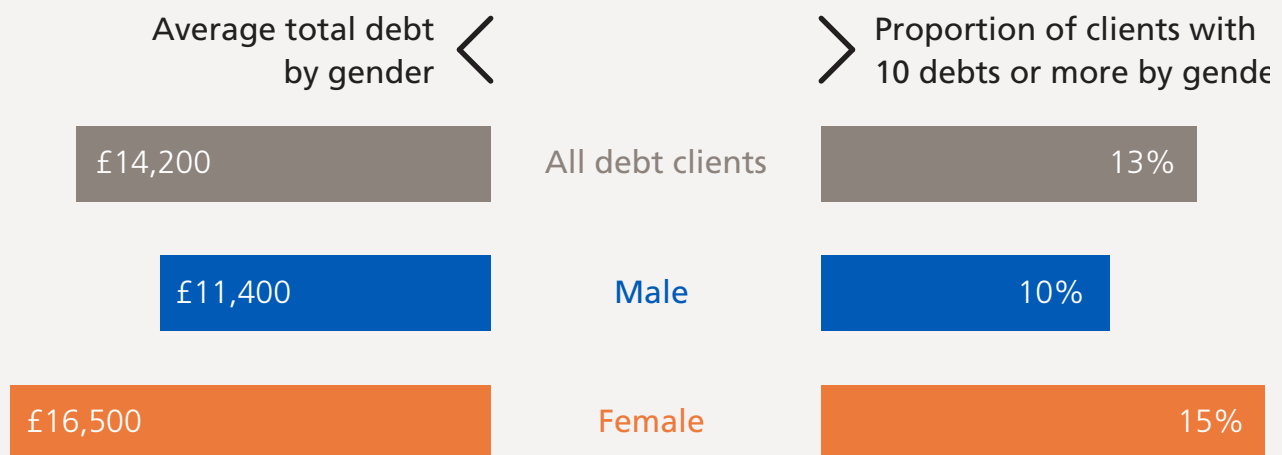 Average total debt
by gender
Proportion of clients with
10 debts or more by gende
£14,200 All debt clients 13%
£11,400 Male 10%
£16,500 Female 15%